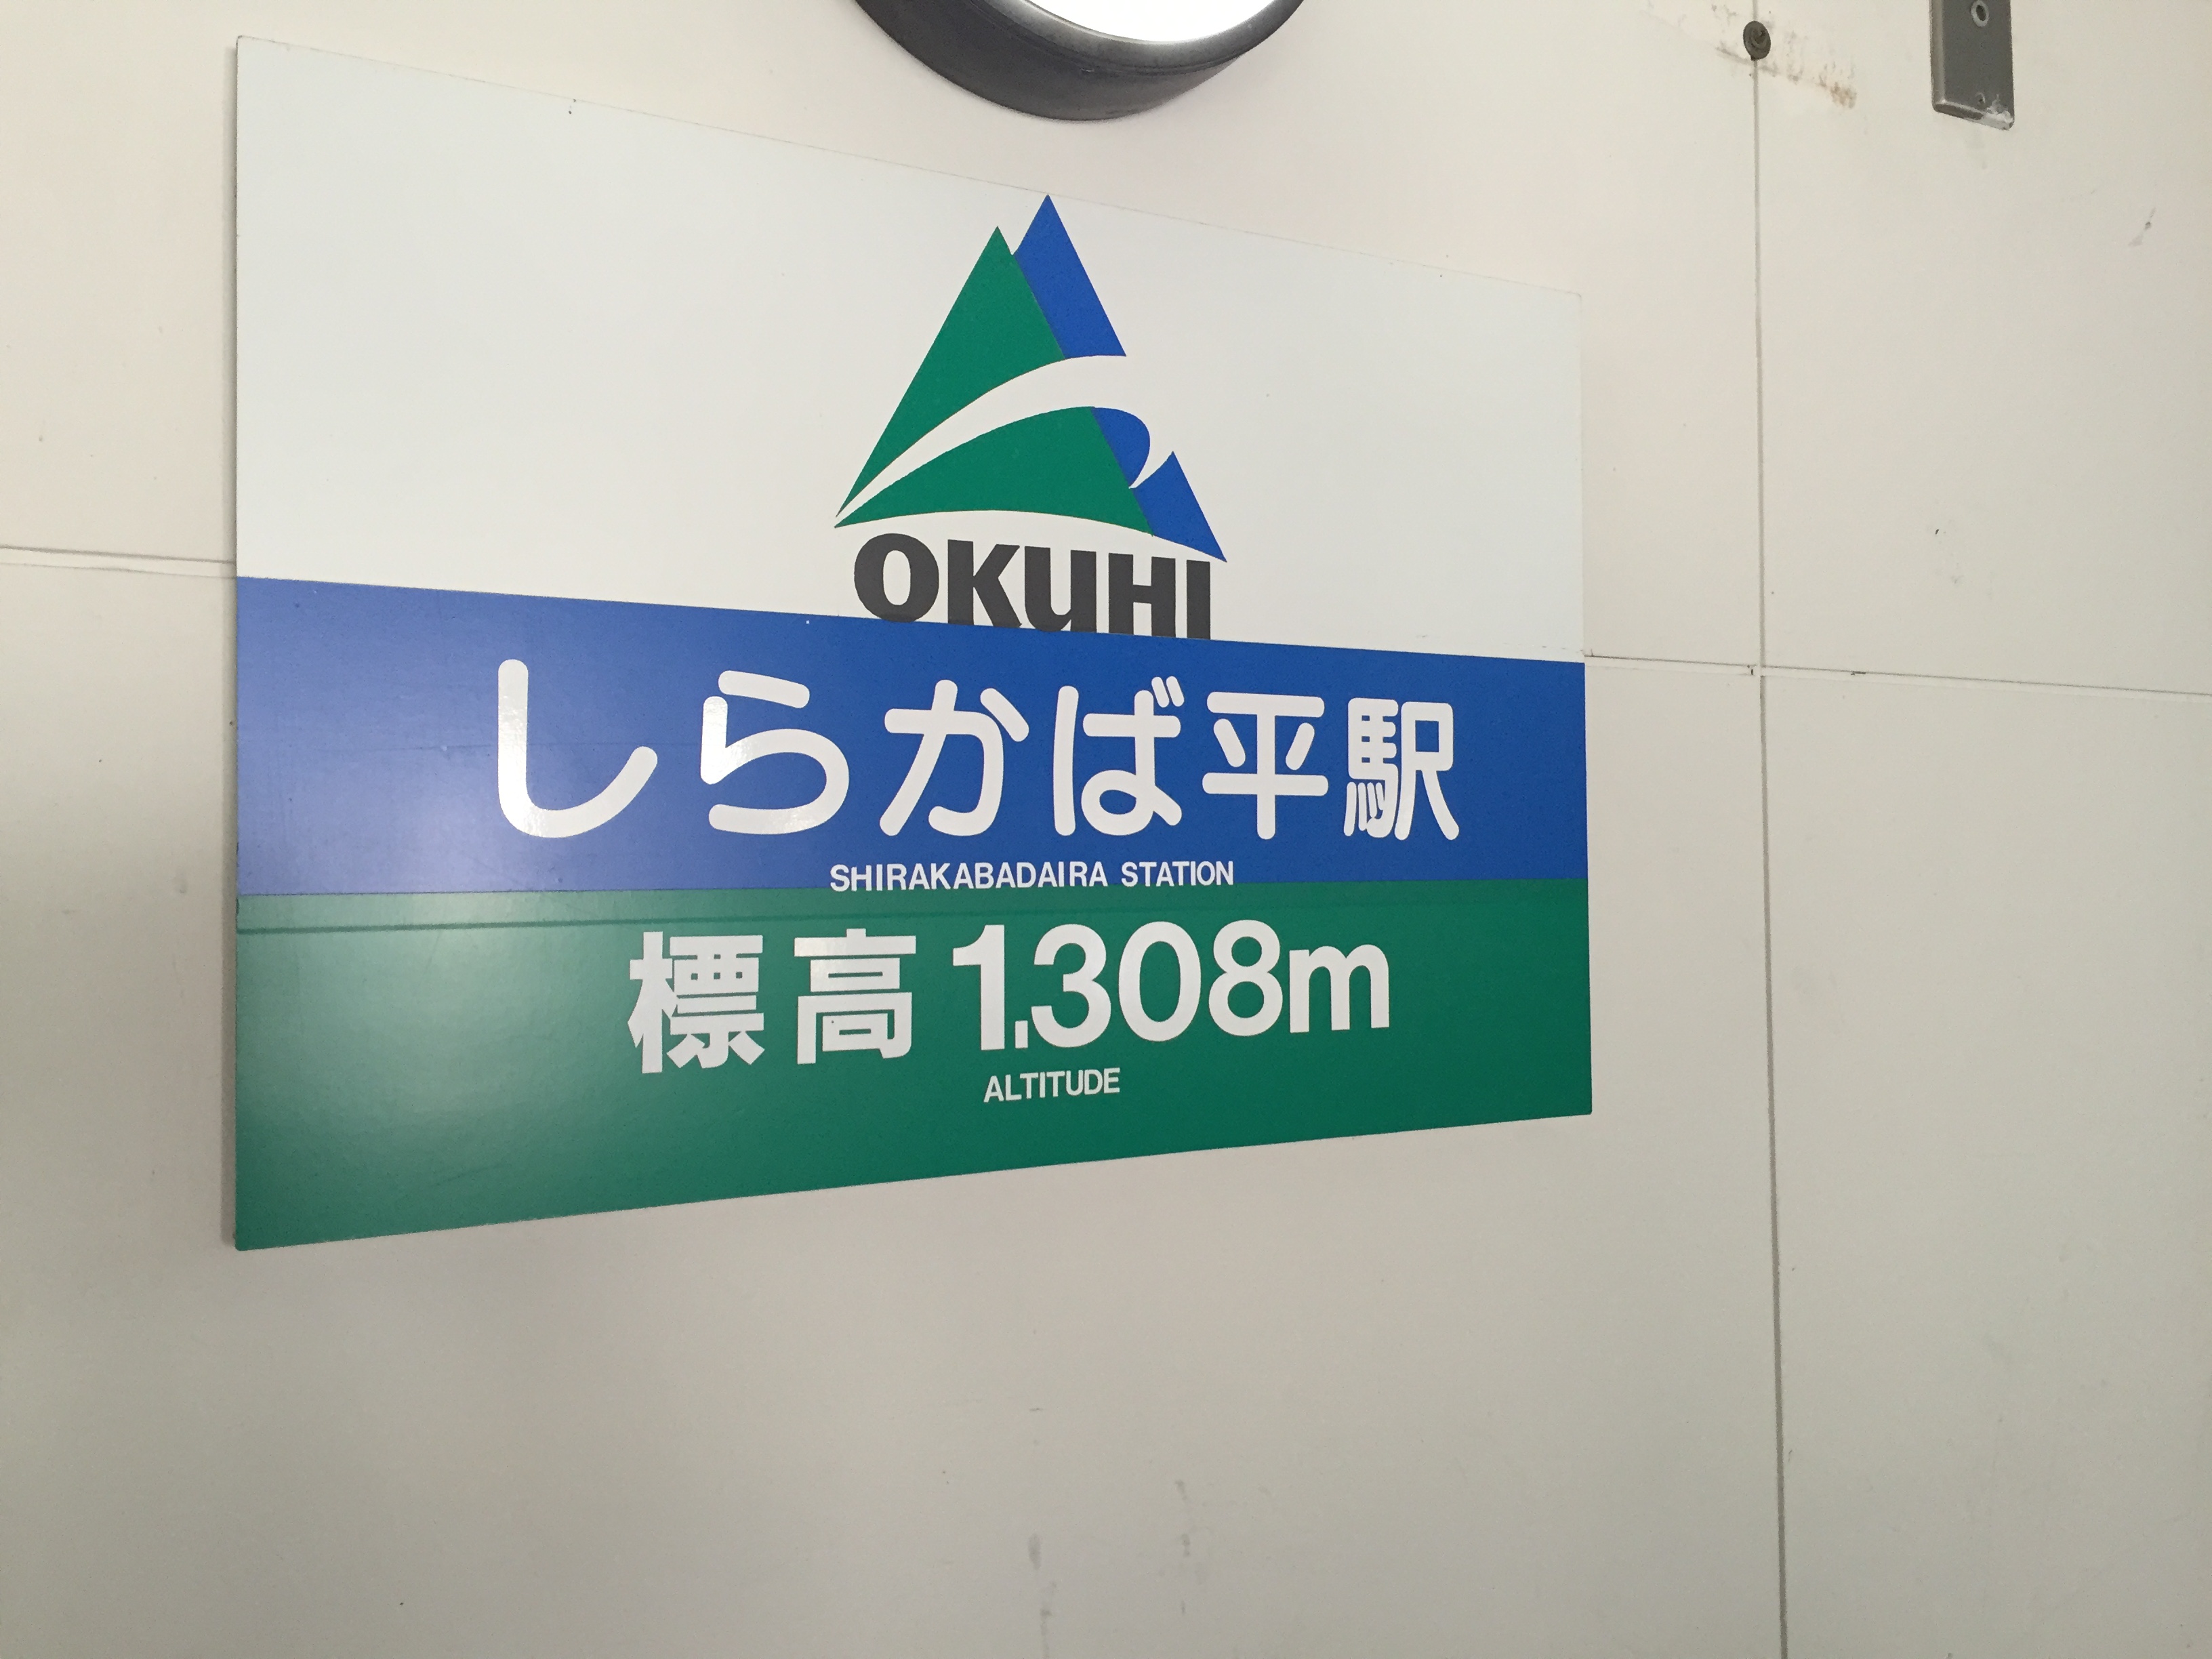 OKUHI
しらかば平駅
SHIRAKABADAIRA STATION
標高1.308m
ALTITUDE